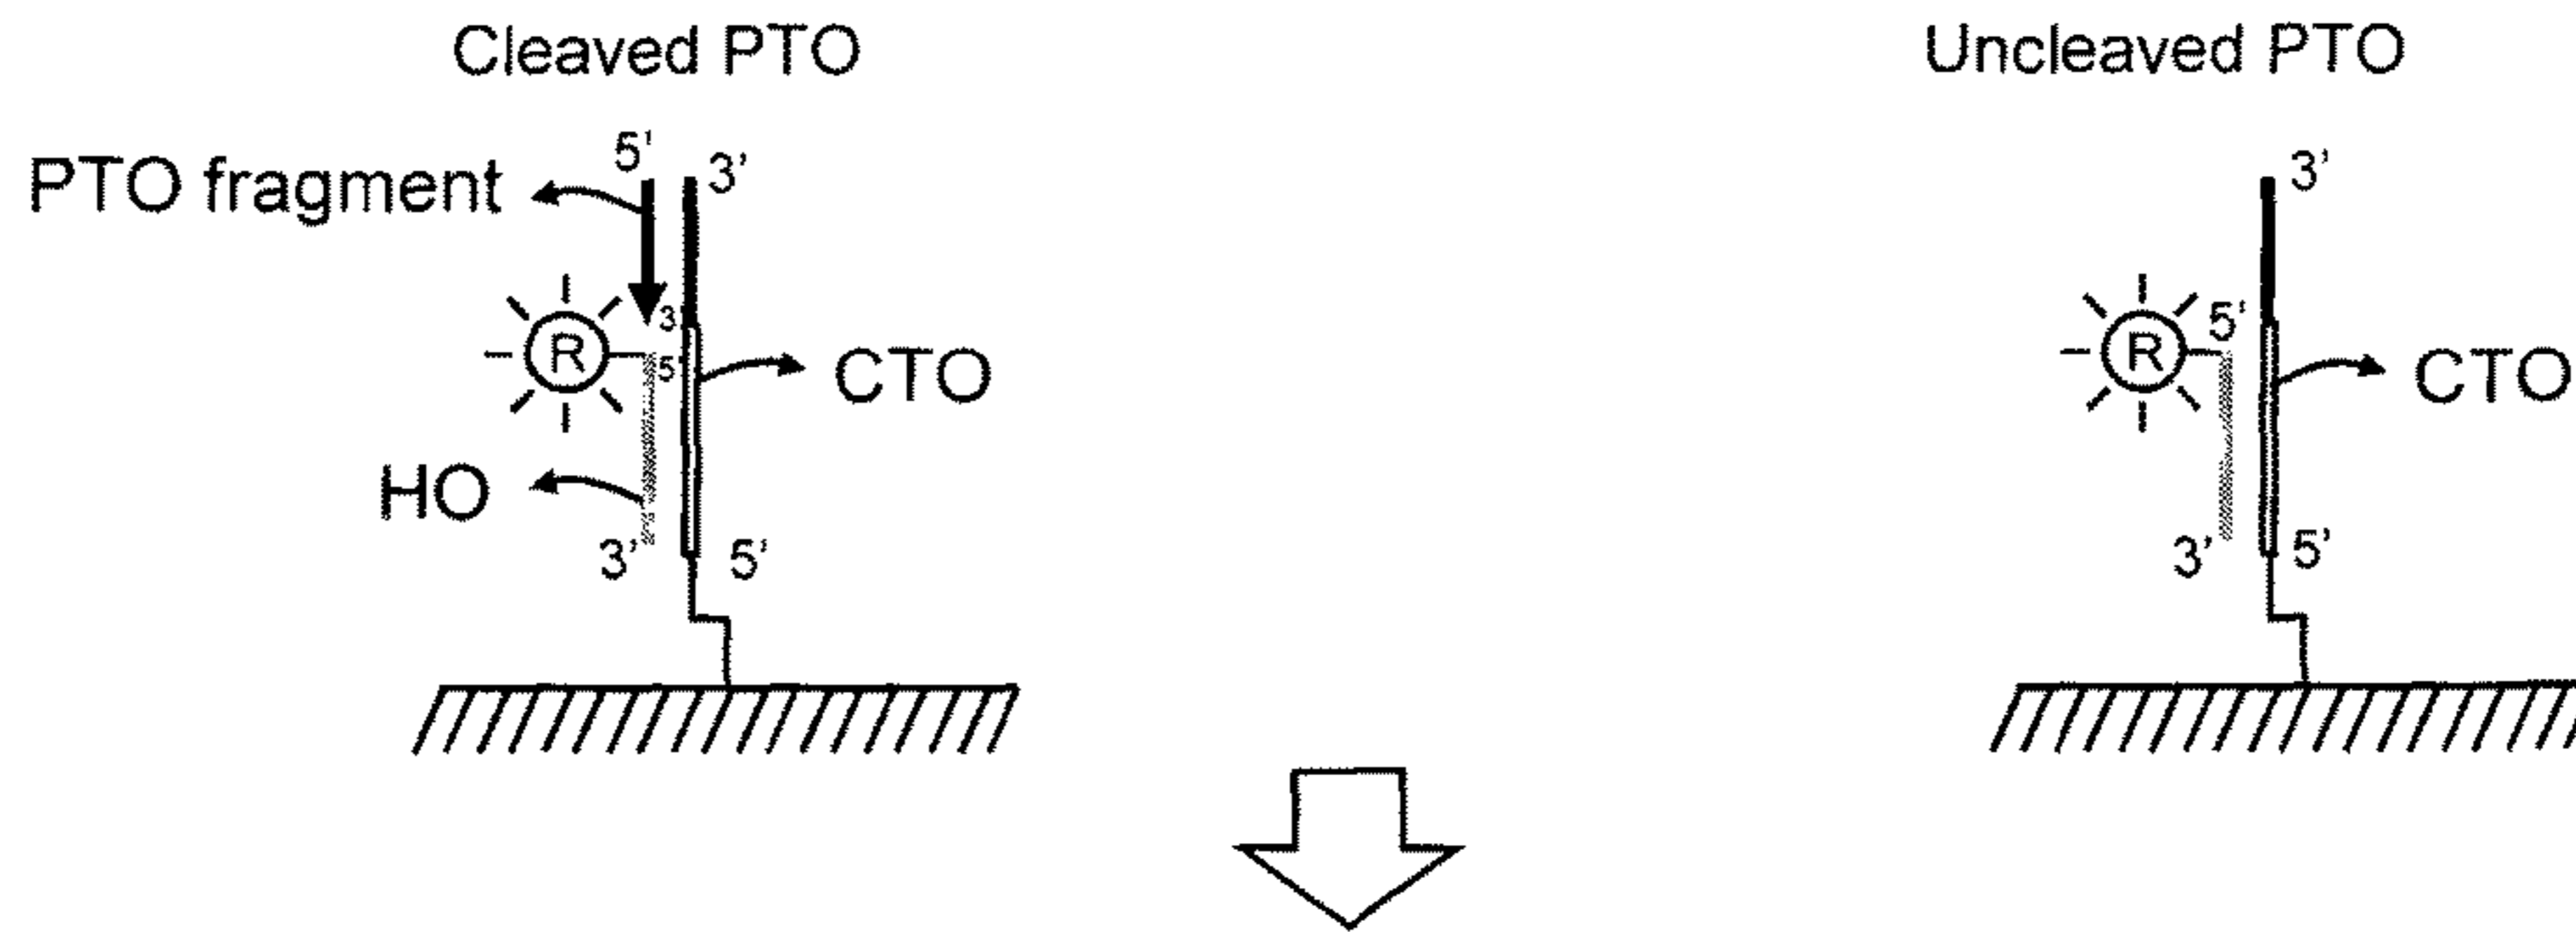 Cleaved PTO
Uncleaved PTO
5'
3’
3’
PTO fragment
3'
5'
R
5'
R
5'
CTO
CTO
HO
3’
5’
3’
5’